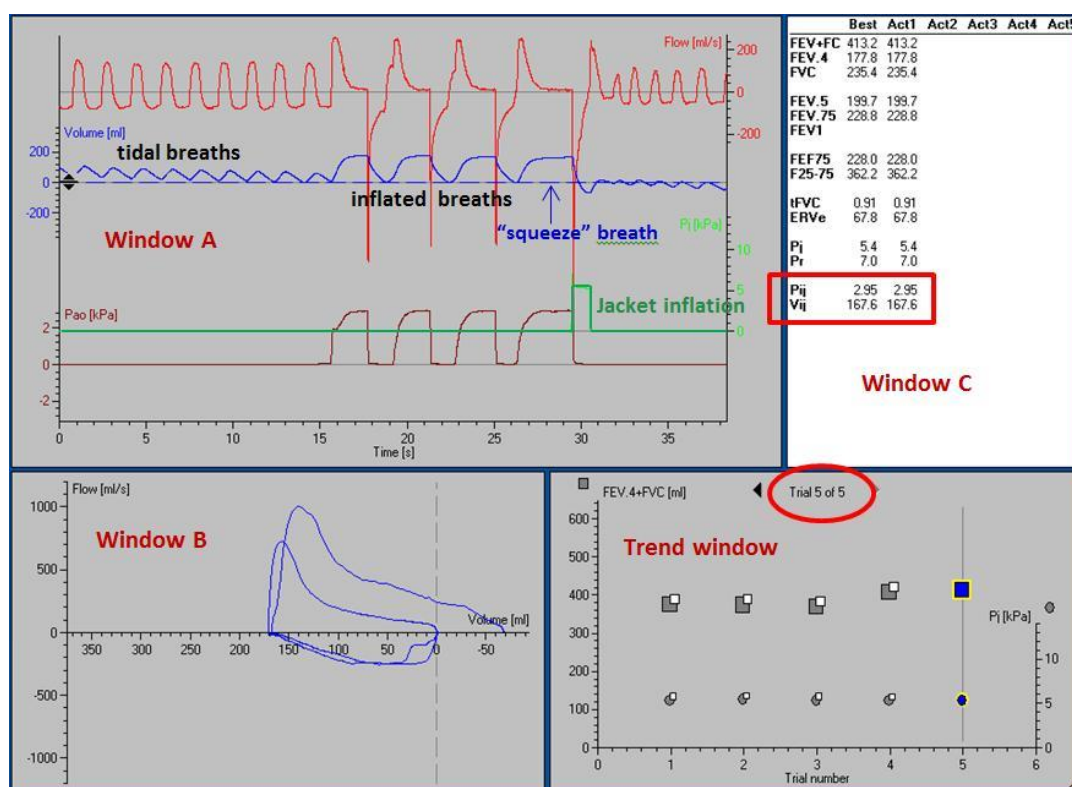 Flow [ml/s]
200
0
-200
Volume [ml]
tidal breaths
200
0
-200
inflated breaths
"squeeze" breath
Window A
Pj [kPa]
10
5
0
Jacket inflation
Pao [kPa]
2
0
-2
0 5 10 15 20 25 30 35
Time [s]
Best Act1 Act2 Act3 Act4 Act5
FEV+FC 413.2 413.2
FEV.4 177.8 177.8
FVC 235.4 235.4
FEV.5 199.7 199.7
FEV.75 228.8 228.8
FEV1
FEF75 228.0 228.0
F25-75 362.2 362.2
tFVC 0.91 0.91
ERVe 67.8 67.8
Pj 5.4 5.4
Pr 7.0 7.0
Pij 2.95 2.95
Vij 167.6 167.6
Window C
Flow [ml/s]
1000
Window B
500
Volume [ml]
0
350 300 250 200 150 100 50 0 -50
-500
-1000
FEV.4+FVC [ml]
Trial 5 of 5
600
Trend window
500
400
Pj [kPa]
300
200
10
100
5
0
0
0 1 2 3 4 5 6
Trial number